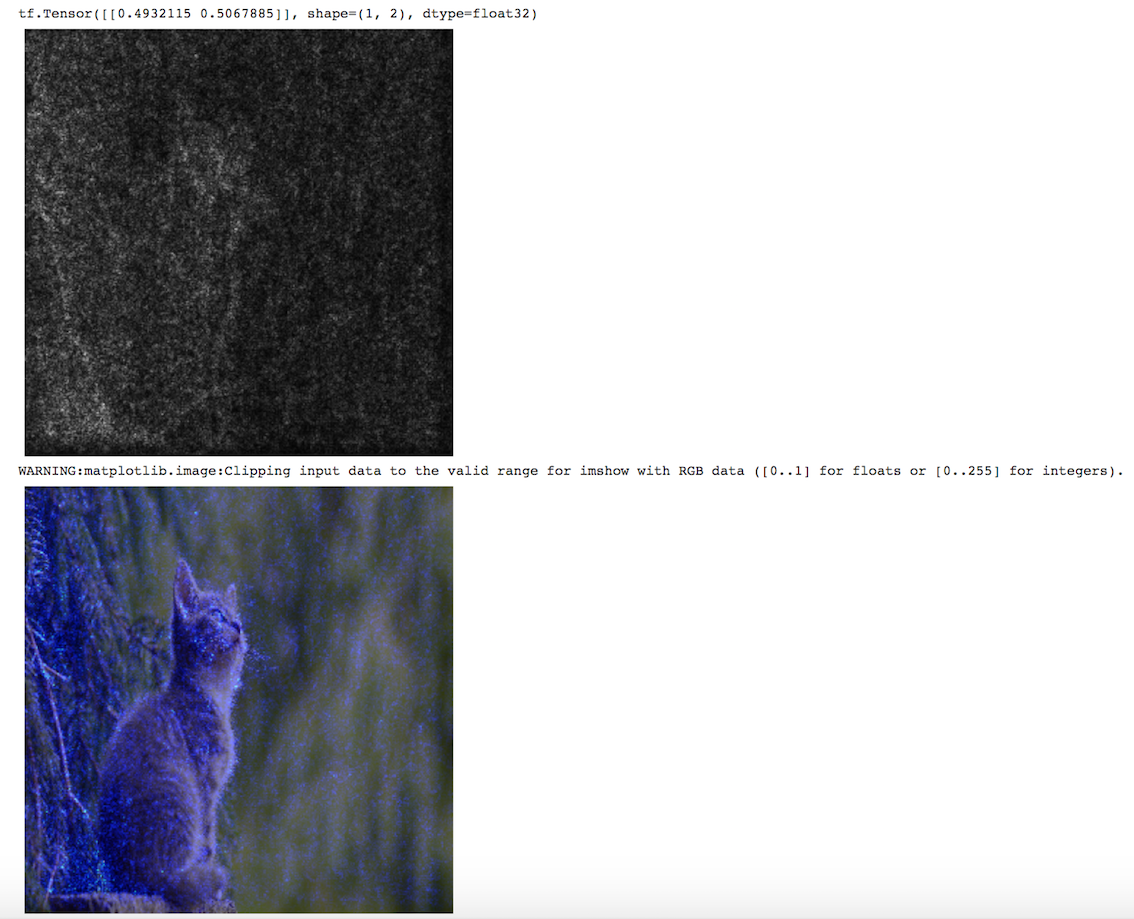 tf.Tensor([[0.4932115 0.5067885]], shape=(1, 2), dtype=float32)
WARNING:matplotlib.image:Clipping input data to the valid range for imshow with RGB data ([0..1] for floats or [0..255] for integers).